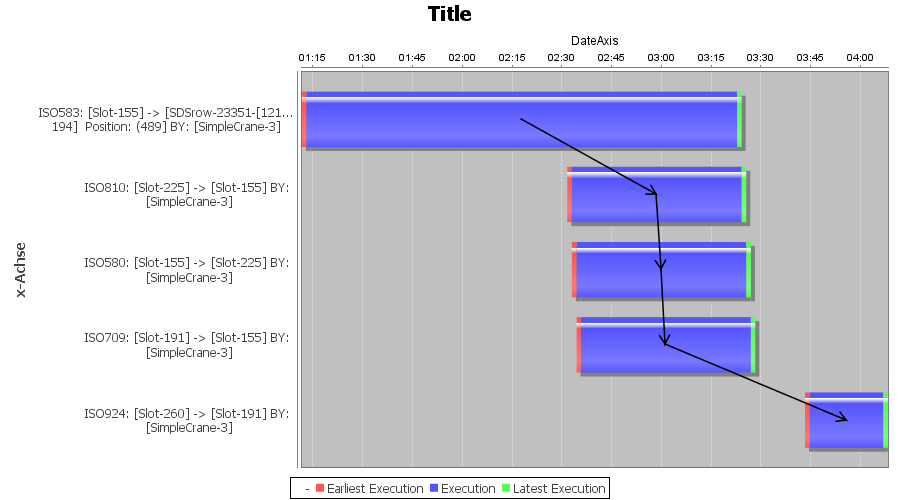 Title
DateAxis
01:15 01:30 01:45 02:00 02:15 02:30 02:45 03:00 03:15 03:30 03:45 04:00
ISO583: [Slot-155] -> [SDSrow-23351-[121...
194]  Position: (489] BY: [SimpleCrane-3]
ISO810: [Slot-225] -> [Slot-155] BY:
[SimpleCrane-3]
x-Achse
ISO580: [Slot-155] -> [Slot-225] BY:
[SimpleCrane-3]
ISO709: [Slot-191] -> [Slot-155] BY:
[SimpleCrane-3]
ISO924: [Slot-260] -> [Slot-191] BY:
[SimpleCrane-3]
- Earliest Execution Execution Latest Execution